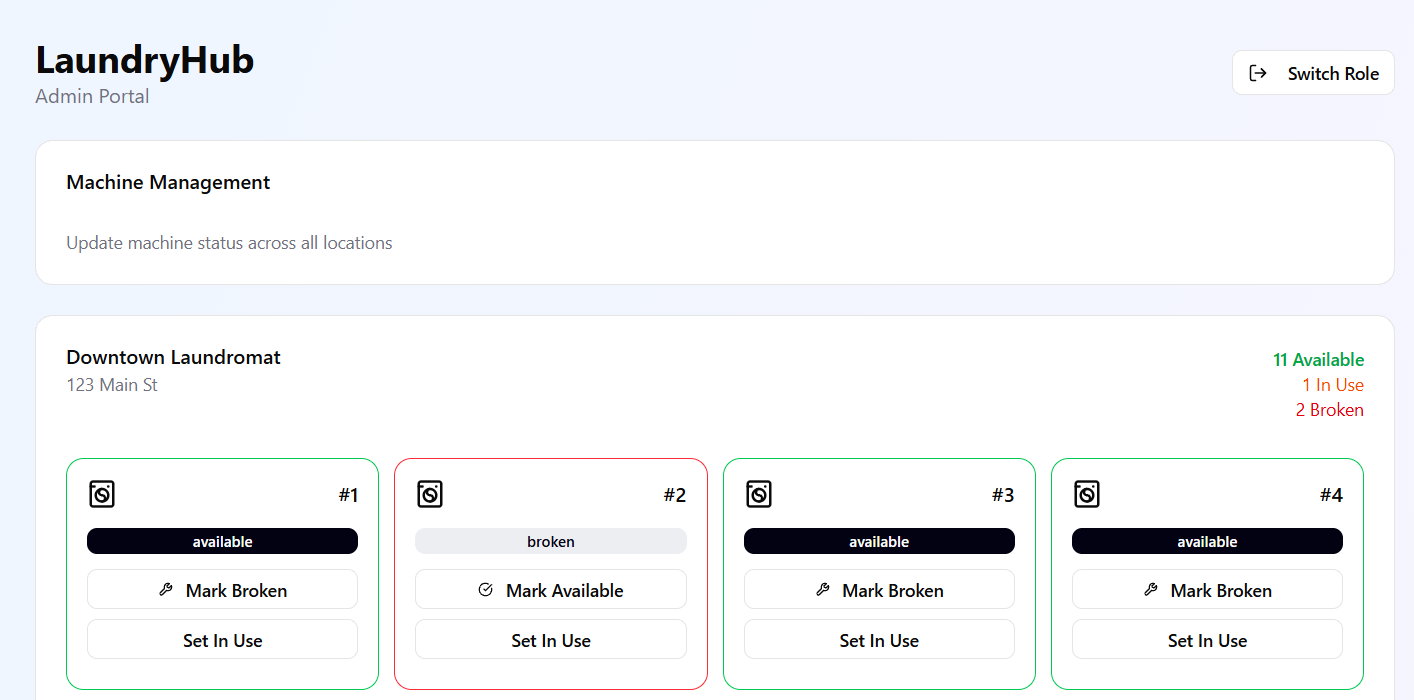 LaundryHub
Admin Portal
Switch Role
Machine Management
Update machine status across all locations
Downtown Laundromat
123 Main St
11 Available
1 In Use
2 Broken
#1
available
Mark Broken
Set In Use
#2
broken
Mark Available
Set In Use
#3
available
Mark Broken
Set In Use
#4
available
Mark Broken
Set In Use